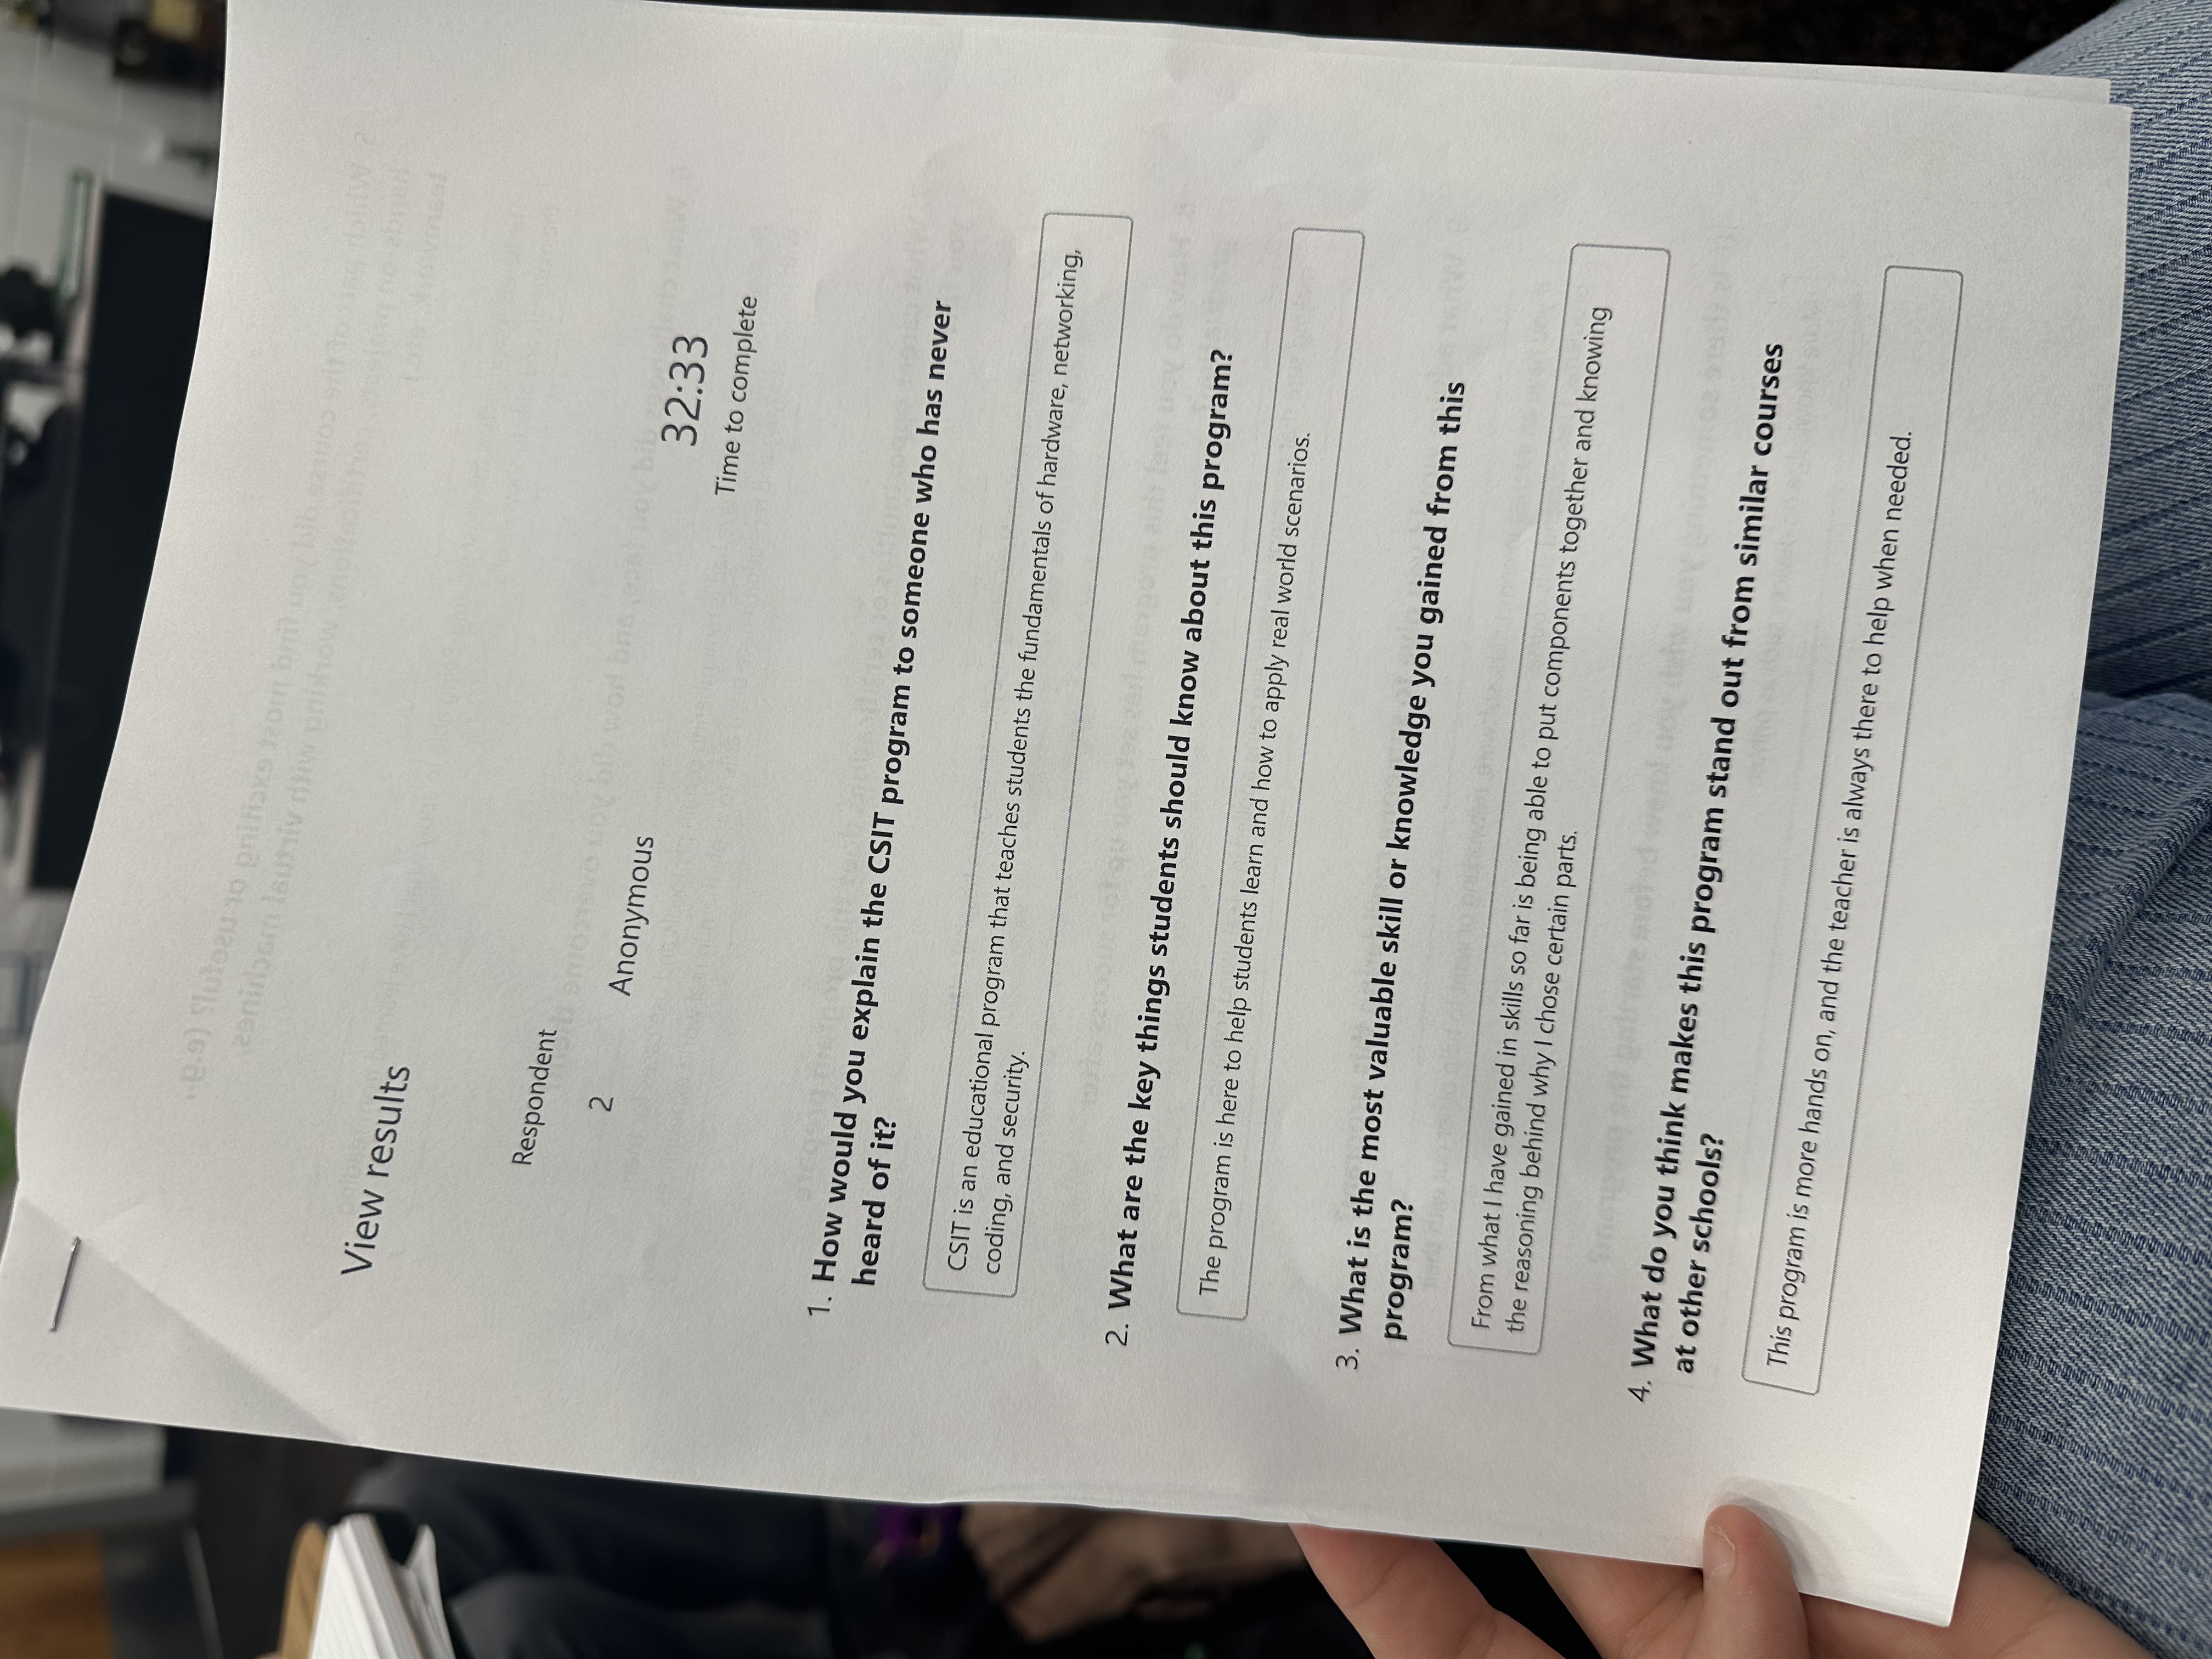 View results
Respondent
2 Anonymous
32:33
Time to complete
1. How would you explain the CSIT program to someone who has never
heard of it?
CSIT is an educational program that teaches students the fundamentals of hardware, networking,
coding, and security.
2. What are the key things students should know about this program?
The program is here to help students learn and how to apply real world scenarios.
3. What is the most valuable skill or knowledge you gained from this
program?
From what I have gained in skills so far is being able to put components together and knowing
the reasoning behind why I chose certain parts.
4. What do you think makes this program stand out from similar courses
at other schools?
This program is more hands on, and the teacher is always there to help when needed.